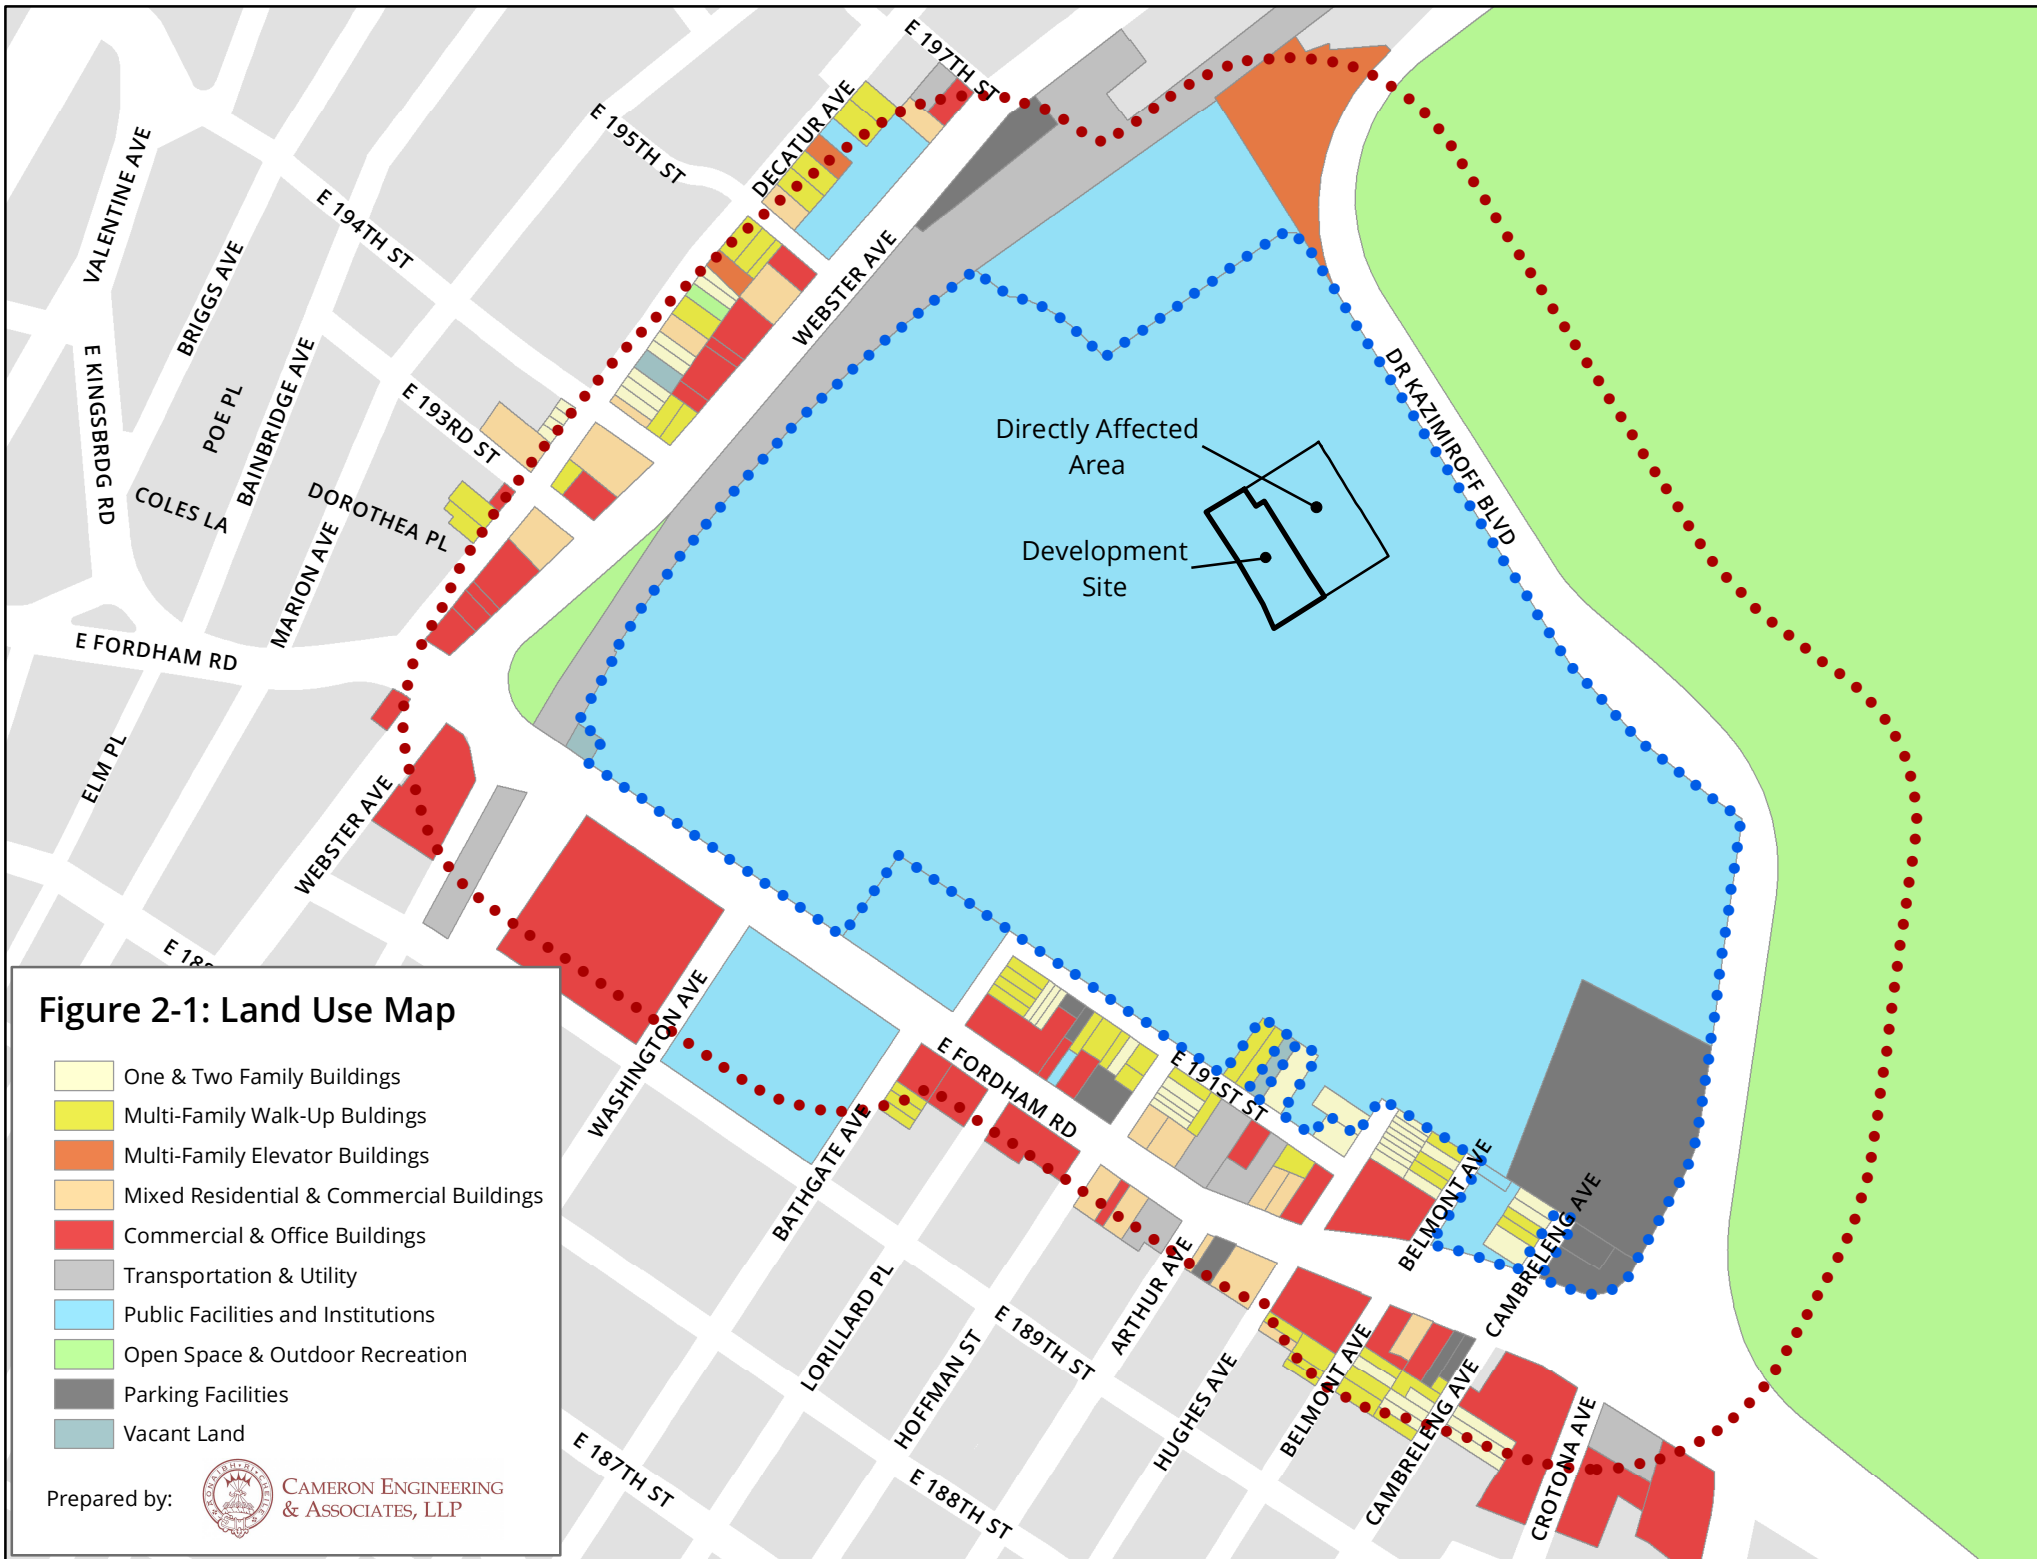 E 197TH ST
DECATUR AVE
E 195TH ST
VALENTINE AVE
E 194TH ST
BRIGGS AVE
WEBSTER AVE
E KINGSBRDG RD
POE PL
BAINBRIDGE AVE
E 193RD ST
DR KAZIMIROFF BLVD
Directly Affected
Area
COLES LA
DOROTHEA PL
MARION AVE
Development
Site
E FORDHAM RD
ELM PL
WEBSTER AVE
E 188
WASHINGTON AVE
E FORDHAM RD
E 191ST ST
BATHGATE AVE
BELMONT AVE
CAMBRELENG AVE
LORILLARD PL
ARTHUR AVE
E 189TH ST
HOFFMAN ST
HUGHES AVE
BELMONT AVE
CAMBRELENG AVE
CROTONA AVE
E 187TH ST
E 188TH ST
Figure 2-1: Land Use Map
One & Two Family Buildings
Multi-Family Walk-Up Buldings
Multi-Family Elevator Buildings
Mixed Residential & Commercial Buildings
Commercial & Office Buildings
Transportation & Utility
Public Facilities and Institutions
Open Space & Outdoor Recreation
Parking Facilities
Vacant Land
Prepared by:
CAMERON ENGINEERING
& ASSOCIATES, LLP